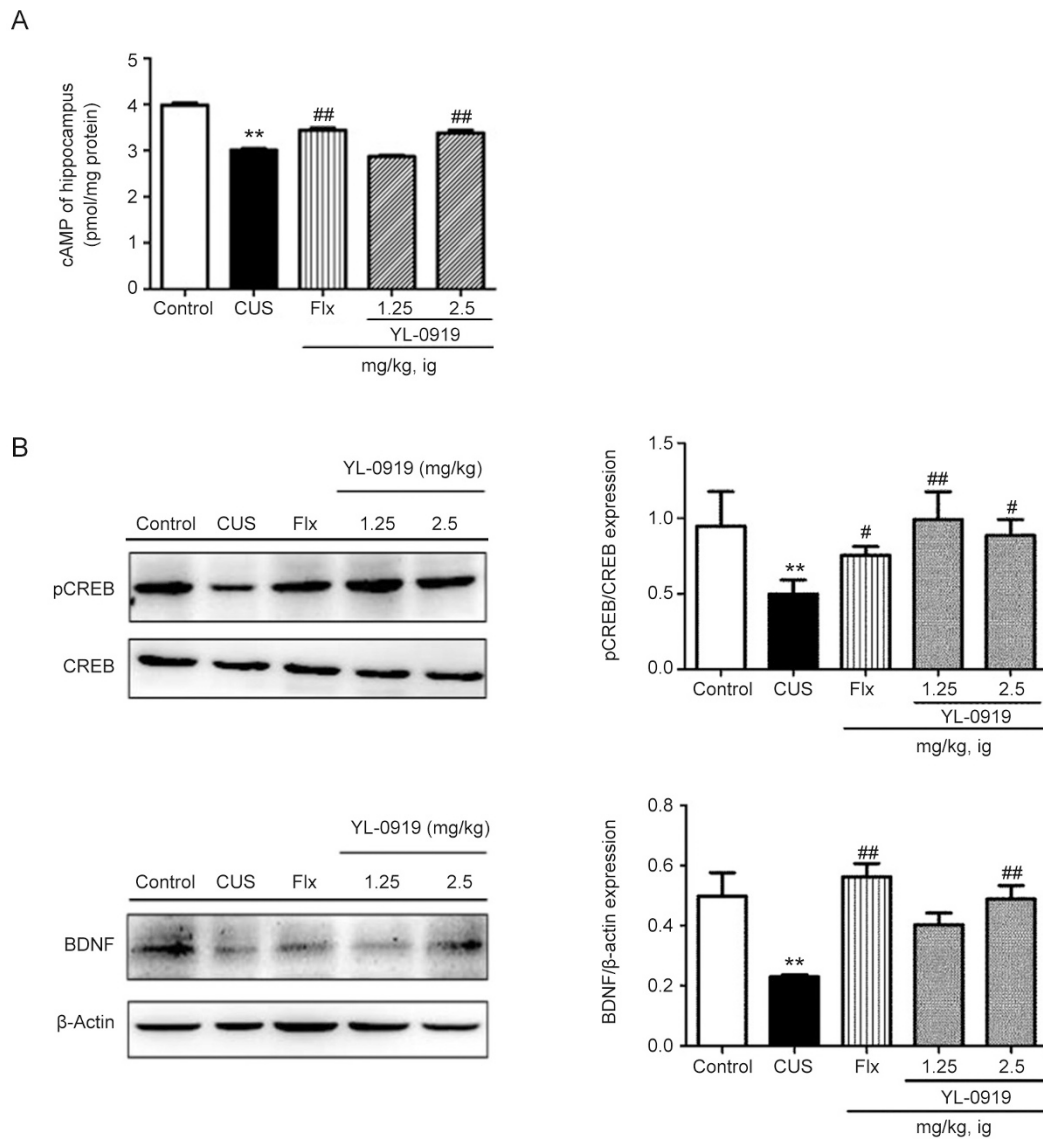 A
cAMP of hippocampus
(pmol/mg protein)
5
4
3
2
1
0
**
##
##
Control CUS Flx 1.25 2.5
YL-0919
mg/kg, ig
B
YL-0919 (mg/kg)
Control CUS Flx 1.25 2.5
pCREB
CREB
pCREB/CREB expression
1.5
1.0
0.5
0.0
**
#
##
#
Control CUS Flx 1.25 2.5
YL-0919
mg/kg, ig
YL-0919 (mg/kg)
Control CUS Flx 1.25 2.5
BDNF
β-Actin
BDNF/β-actin expression
0.8
0.6
0.4
0.2
0.0
**
##
##
Control CUS Flx 1.25 2.5
YL-0919
mg/kg, ig